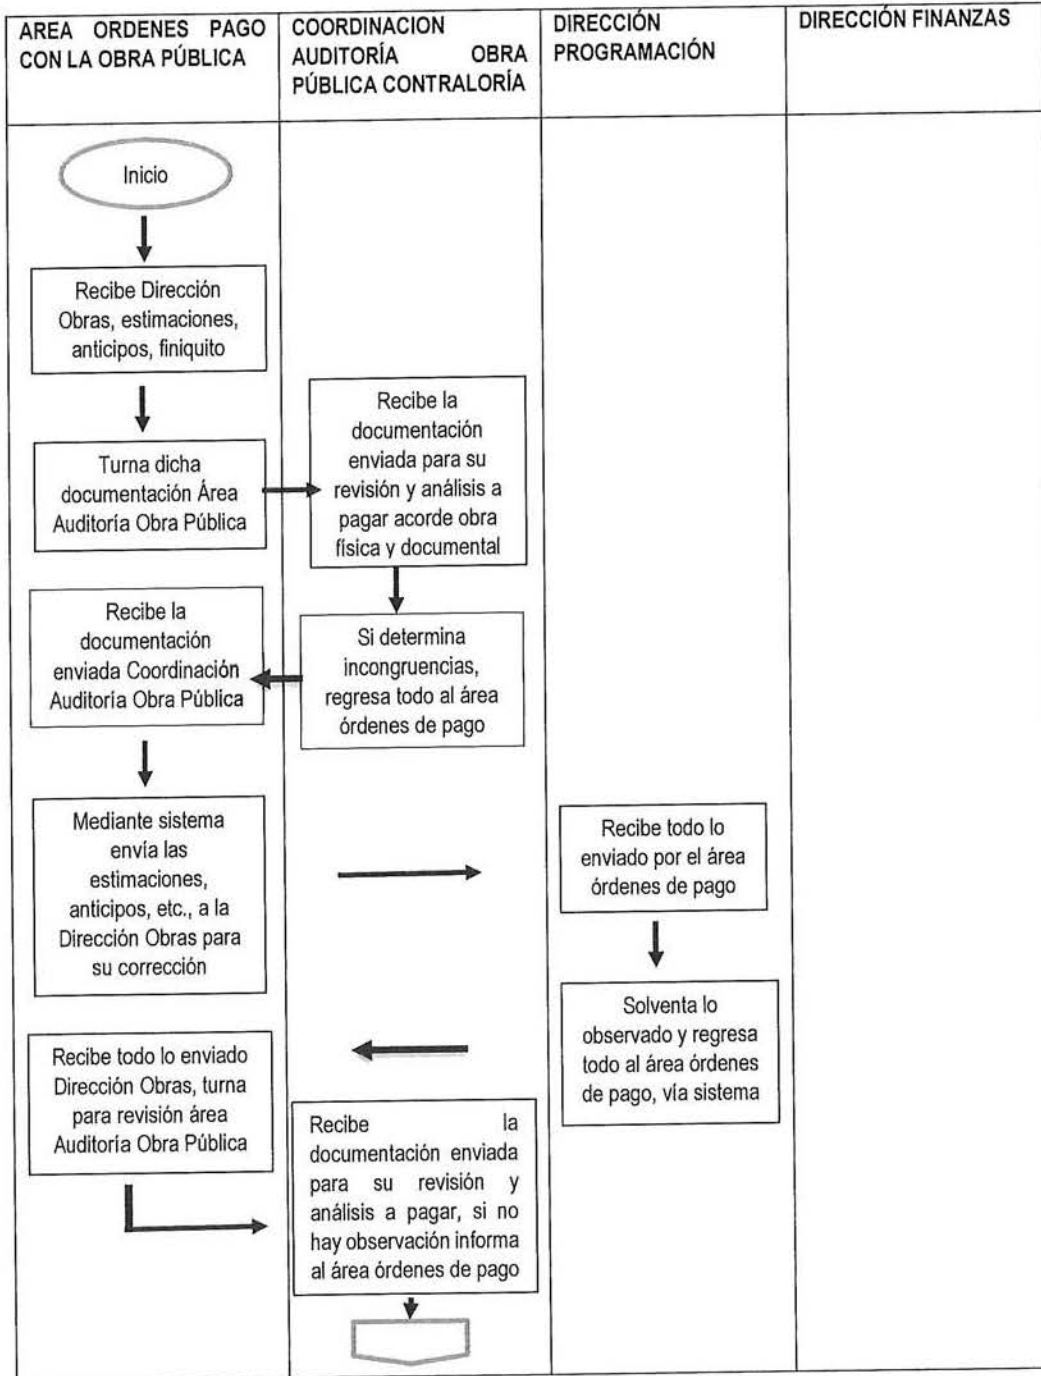 AREA ORDENES PAGO
CON LA OBRA PÚBLICA
COORDINACION
AUDITORÍA OBRA
PÚBLICA CONTRALORÍA
DIRECCIÓN
PROGRAMACIÓN
DIRECCIÓN FINANZAS
Inicio
Recibe Dirección
Obras, estimaciones,
anticipos, finiquito
Turna dicha
documentación Área
Auditoría Obra Pública
Recibe la
documentación
enviada para su
revisión y análisis a
pagar acorde obra
física y documental
Si determina
incongruencias,
regresa todo al área
órdenes de pago
Recibe la
documentación
enviada Coordinación
Auditoría Obra Pública
Mediante sistema
envía las
estimaciones,
anticipos, etc., a la
Dirección Obras para
su corrección
Recibe todo lo
enviado por el área
órdenes de pago
Solventa lo
observado y regresa
todo al área órdenes
de pago, vía sistema
Recibe todo lo enviado
Dirección Obras, turna
para revisión área
Auditoría Obra Pública
Recibe la
documentación enviada
para su revisión y
análisis a pagar, si no
hay observación informa
al área órdenes de pago